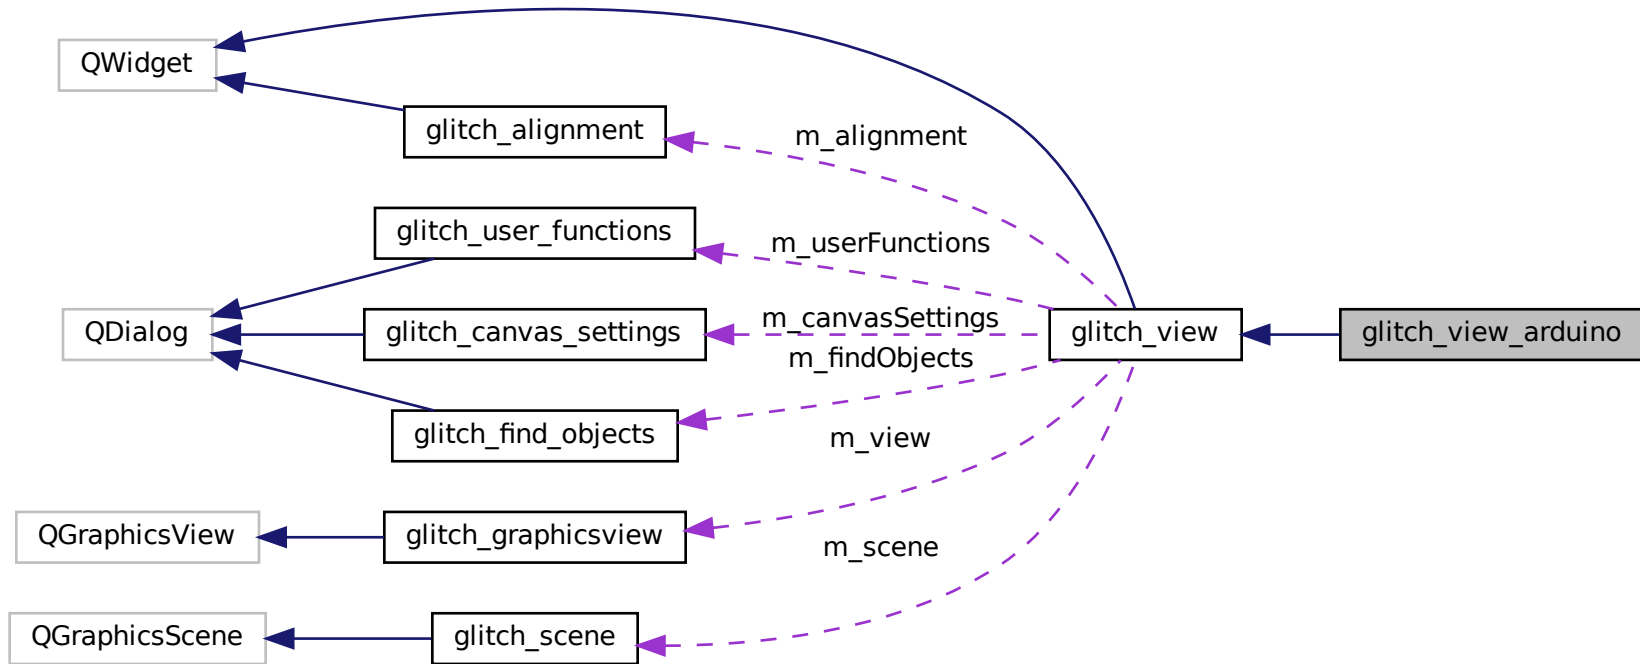 QWidget
glitch_alignment
m_alignment
glitch_user_functions
m_userFunctions
QDialog
glitch_canvas_settings
m_canvasSettings
glitch_view
glitch_view_arduino
m_findObjects
glitch_find_objects
m_view
QGraphicsView
glitch_graphicsview
m_scene
QGraphicsScene
glitch_scene